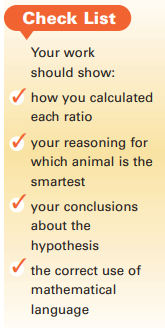 Check List
Your work
should show:
how you calculated
each ratio
your reasoning for
which animal is the
smartest
your conclusions
about the
hypothesis
the correct use of
mathematical
language